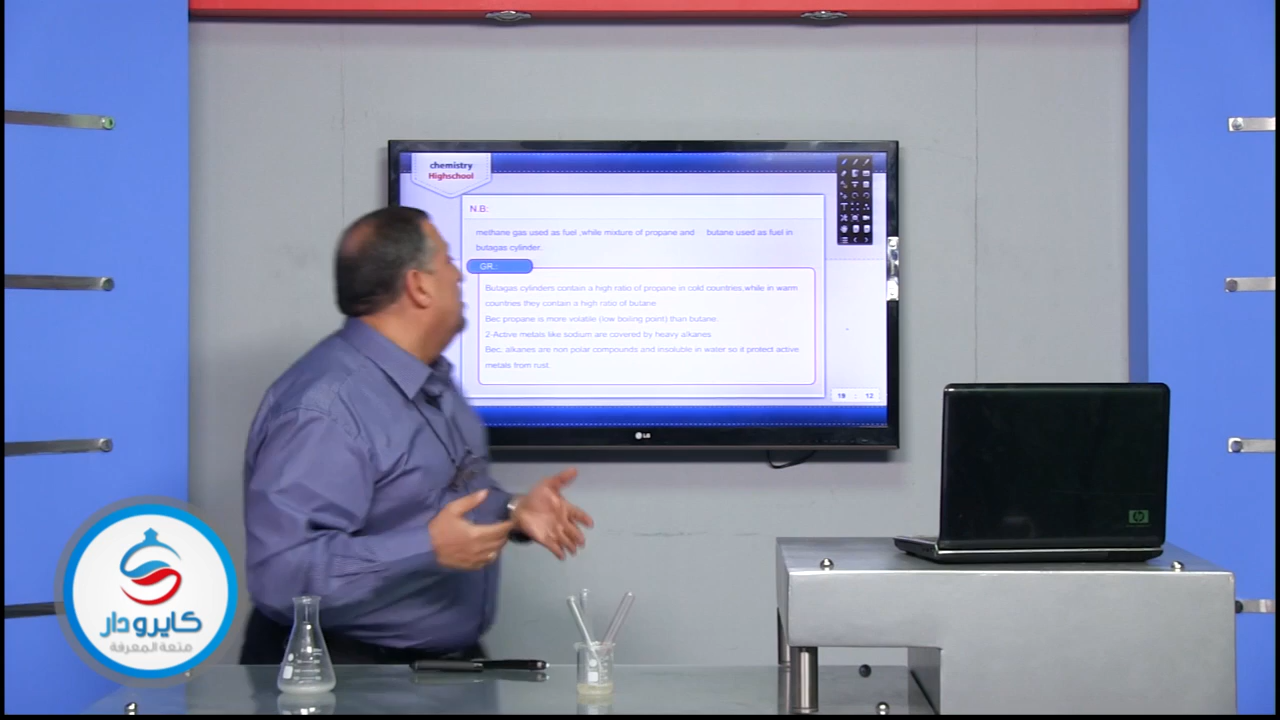 chemistry
Highschool
N.B:
methane gas used as fuel ,while mixture of propane and butane used as fuel in
butagas cylinder.
GR.:
Butagas cylinders contain a high ratio of propane in cold countries,while in warm
countries they contain a high ratio of butane
Bec propane is more volatile (low boiling point) than butane.
2-Active metals like sodium are covered by heavy alkanes.
Bec. alkanes are non polar compounds and insoluble in water so it protect active
metals from rust.
19 : 12
LG
hp
كايرو دار
متعة المعرفة